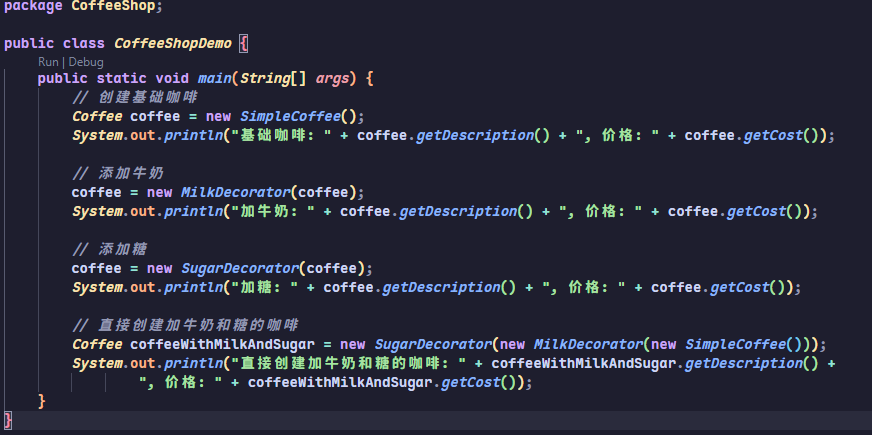 package CoffeeShop;
public class CoffeeShopDemo {
Run | Debug
public static void main(String[] args) {
// 创建基础咖啡
Coffee coffee = new SimpleCoffee();
System.out.println("基础咖啡: " + coffee.getDescription() + ", 价格: " + coffee.getCost());
// 添加牛奶
coffee = new MilkDecorator(coffee);
System.out.println("加牛奶: " + coffee.getDescription() + ", 价格: " + coffee.getCost());
// 添加糖
coffee = new SugarDecorator(coffee);
System.out.println("加糖: " + coffee.getDescription() + ", 价格: " + coffee.getCost());
// 直接创建加牛奶和糖的咖啡
Coffee coffeeWithMilkAndSugar = new SugarDecorator(new MilkDecorator(new SimpleCoffee()));
System.out.println("直接创建加牛奶和糖的咖啡: " + coffeeWithMilkAndSugar.getDescription() +
", 价格: " + coffeeWithMilkAndSugar.getCost());
}
}